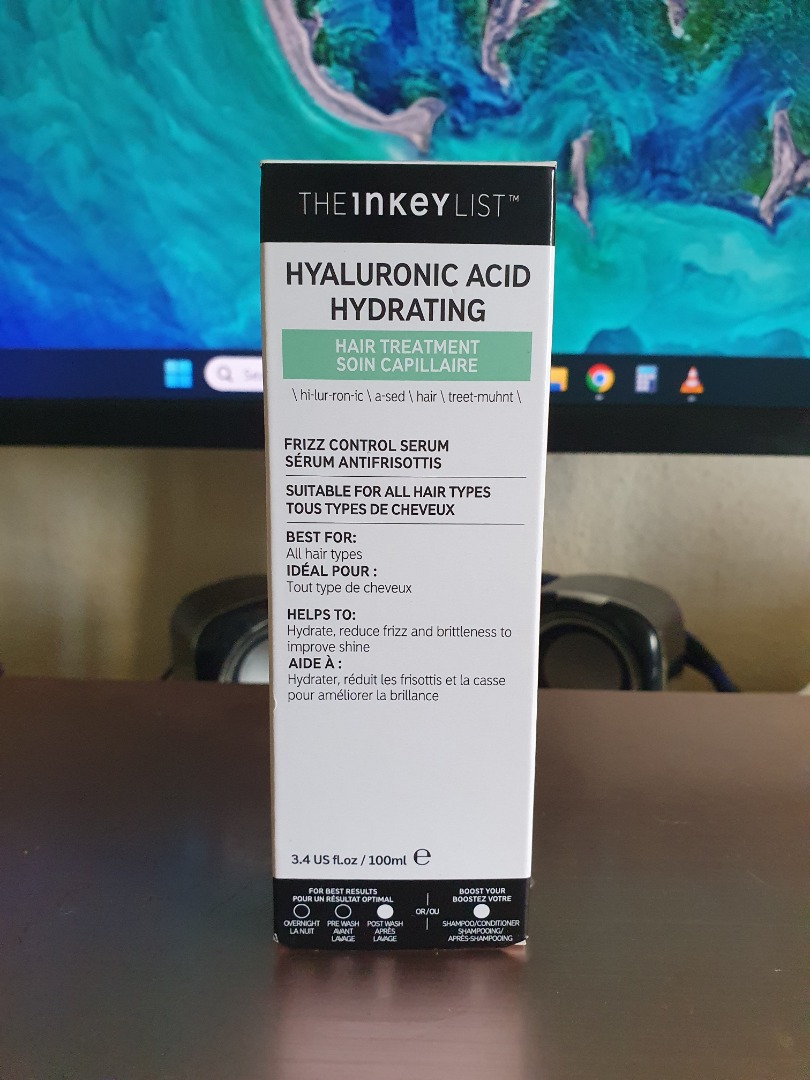 THE INKEY LIST™
HYALURONIC ACID
HYDRATING
HAIR TREATMENT
SOIN CAPILLAIRE
\ hi-lur-ron-ic \ a-sed \ hair \ treet-muhnt \
FRIZZ CONTROL SERUM
SÉRUM ANTIFRISOTTIS
SUITABLE FOR ALL HAIR TYPES
TOUS TYPES DE CHEVEUX
BEST FOR:
All hair types
IDÉAL POUR :
Tout type de cheveux
HELPS TO:
Hydrate, reduce frizz and brittleness to
improve shine
AIDE À :
Hydrater, réduit les frisottis et la casse
pour améliorer la brillance
3.4 US fl.oz / 100ml ℮
FOR BEST RESULTS
POUR UN RÉSULTAT OPTIMAL
OVERNIGHT
LA NUIT
PRE WASH
AVANT
LAVAGE
POST WASH
APRÈS
LAVAGE
OR/OU
BOOST YOUR
BOOSTEZ VOTRE
SHAMPOO/CONDITIONER
SHAMPOOING/
APRÈS-SHAMPOOING